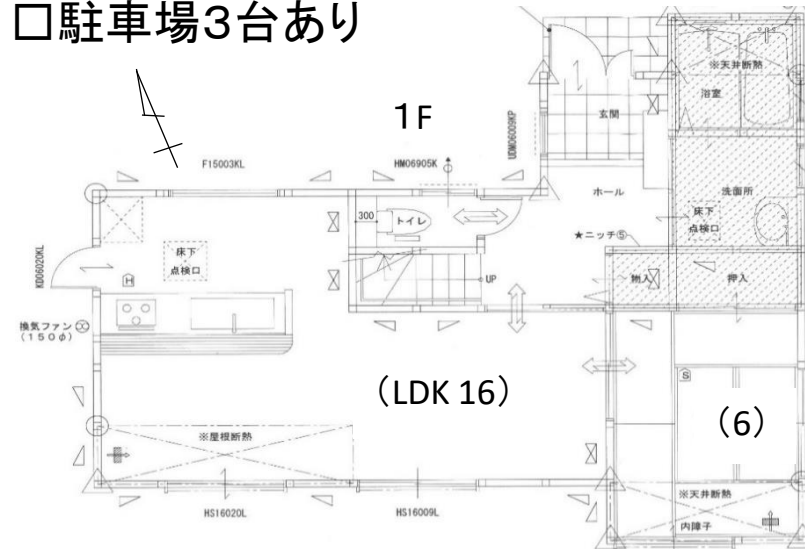 □駐車場3台あり
1F
※天井断熱
浴室
玄関
UDM06009KP
F15003KL
HM06905K
ホール
洗面所
300
トイレ
床下
点検口
★ニッチ⑤
KD06020KL
床下
点検口
H
UP
物入
押入
換気ファン
(150φ)
(LDK 16)
S
(6)
※屋根断熱
※天井断熱
内障子
HS16020L
HS16009L